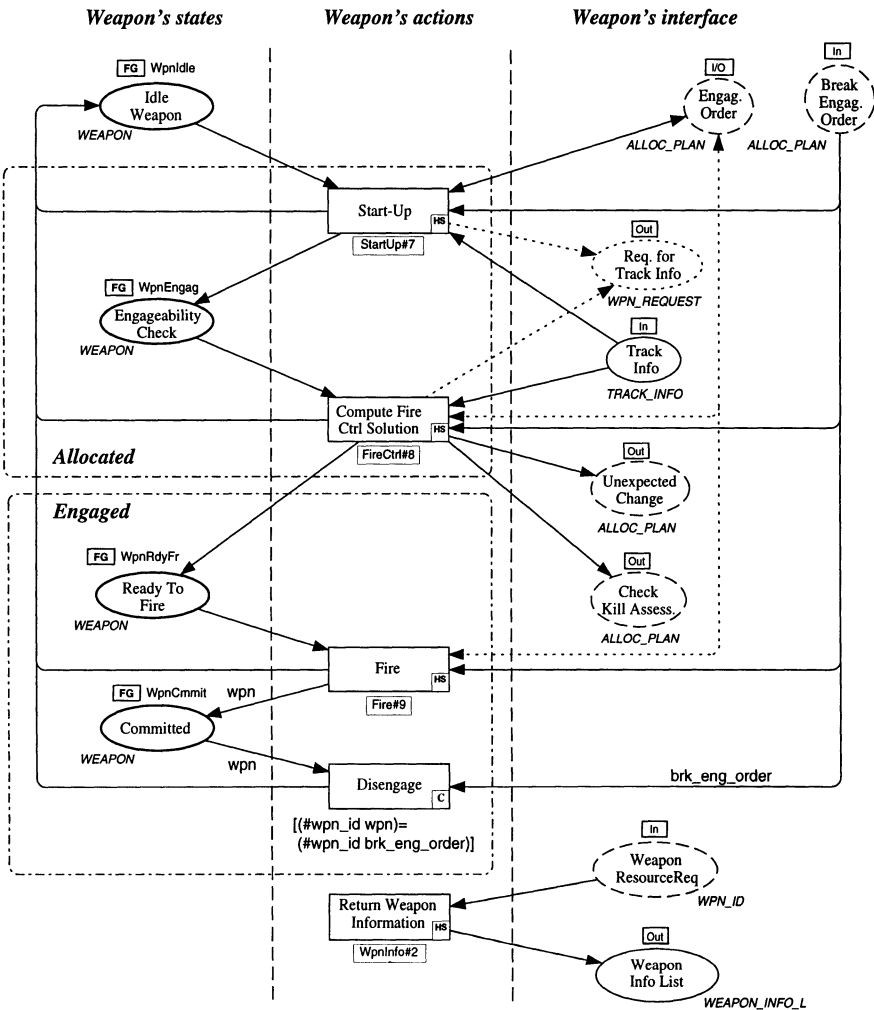 Weapon's states
Weapon's actions
Weapon's interface
FG WpnIdle
Idle
Weapon
WEAPON
I/O
Engag.
Order
ALLOC_PLAN
In
Break
Engag.
Order
ALLOC_PLAN
Start-Up
HS
StartUp#7
Out
Req. for
Track Info
WPN_REQUEST
FG WpnEngag
Engageability
Check
WEAPON
In
Track
Info
TRACK_INFO
Compute Fire
Ctrl Solution
HS
FireCtrl#8
Allocated
Out
Unexpected
Change
ALLOC_PLAN
Engaged
FG WpnRdyFr
Ready To
Fire
WEAPON
Out
Check
Kill Assess.
ALLOC_PLAN
Fire
HS
Fire#9
FG WpnCmmit
wpn
Committed
WEAPON
wpn
Disengage
C
brk_eng_order
[(#wpn_id wpn)=
(#wpn_id brk_eng_order)]
In
Weapon
ResourceReq
WPN_ID
Return Weapon
Information
HS
WpnInfo#2
Out
Weapon
Info List
WEAPON_INFO_L